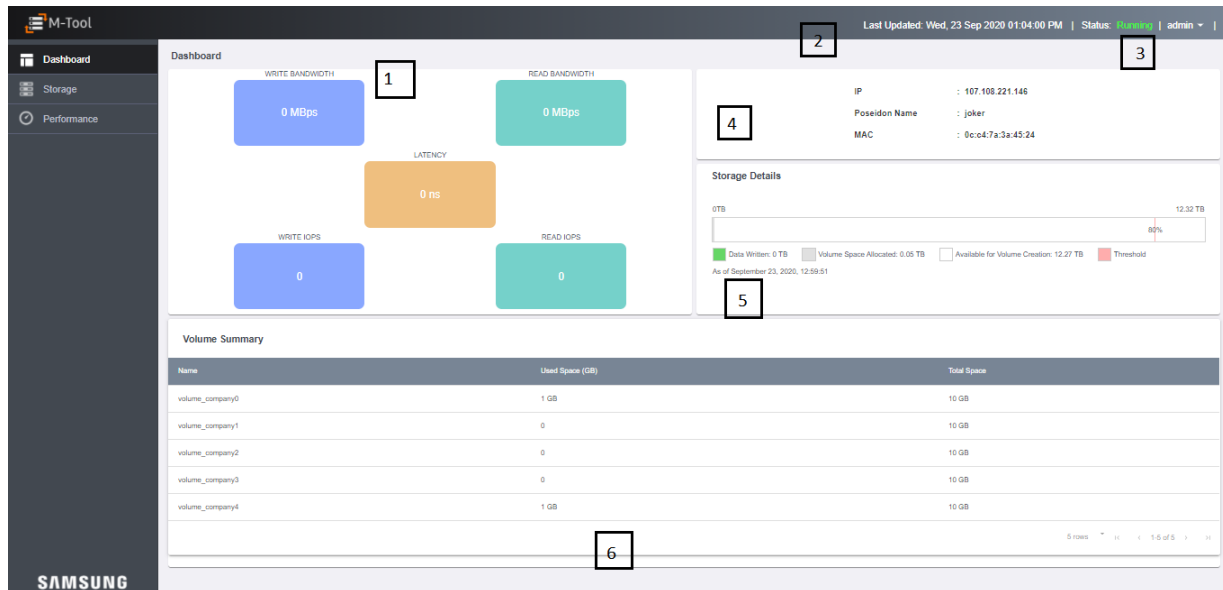 M-Tool
Last Updated: Wed, 23 Sep 2020 01:04:00 PM | Status: Running | admin |
2
3
Dashboard
Storage
Performance
SAMSUNG
Dashboard
1
WRITE BANDWIDTH
0 MBps
READ BANDWIDTH
0 MBps
LATENCY
0 ns
WRITE IOPS
0
READ IOPS
0
4
IP : 107.108.221.146
Poseidon Name : joker
MAC : 0c:c4:7a:3a:45:24
Storage Details
0TB 12.32 TB
80%
Data Written: 0 TB Volume Space Allocated: 0.05 TB Available for Volume Creation: 12.27 TB Threshold
As of September 23, 2020, 12:59:51
5
Volume Summary
Name Used Space (GB) Total Space
volume_company0 1 GB 10 GB
volume_company1 0 10 GB
volume_company2 0 10 GB
volume_company3 0 10 GB
volume_company4 1 GB 10 GB
5 rows 1-5 of 5
6